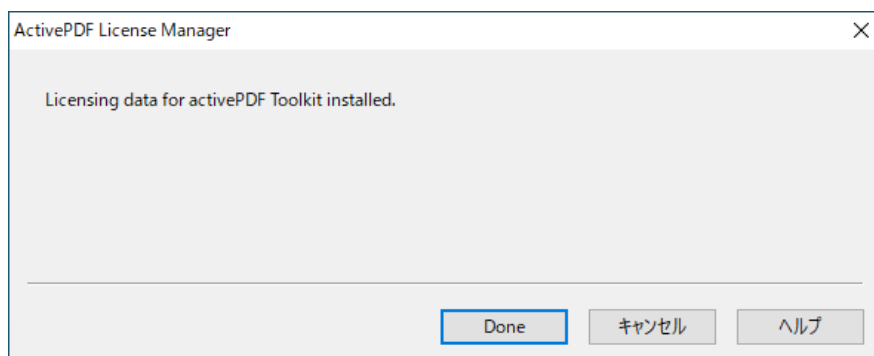 ActivePDF License Manager
Licensing data for activePDF Toolkit installed.
Done キャンセル ヘルプ